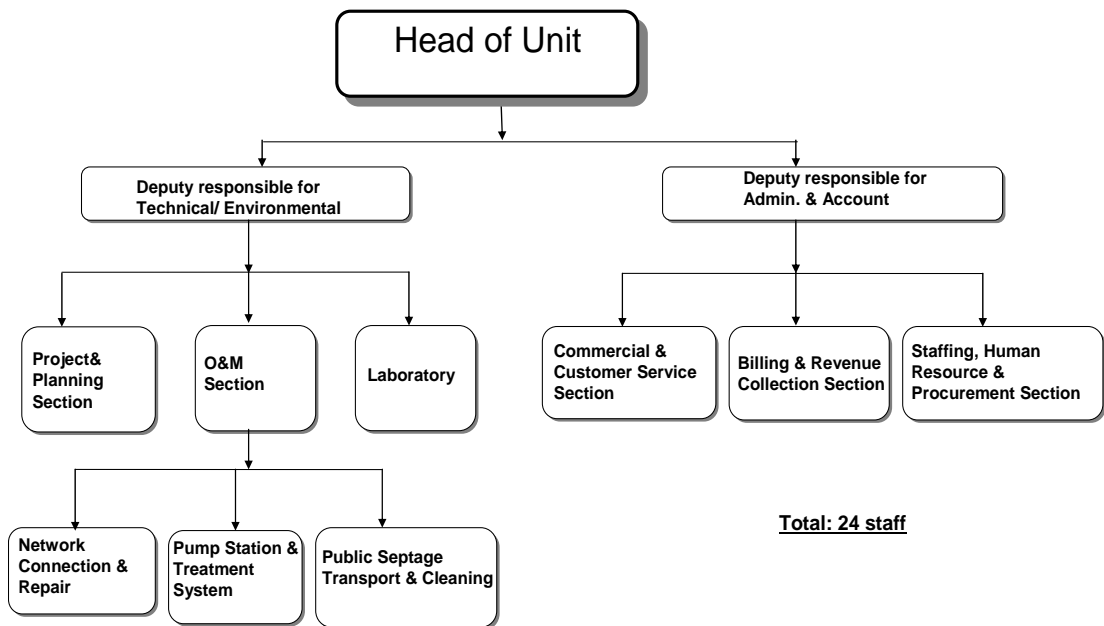 Head of Unit
Deputy responsible for
Technical/ Environmental
Deputy responsible for
Admin. & Account
Project&
Planning
Section
O&M
Section
Laboratory
Commercial &
Customer Service
Section
Billing & Revenue
Collection Section
Staffing, Human
Resource &
Procurement Section
Network
Connection &
Repair
Pump Station &
Treatment
System
Public Septage
Transport & Cleaning
Total: 24 staff